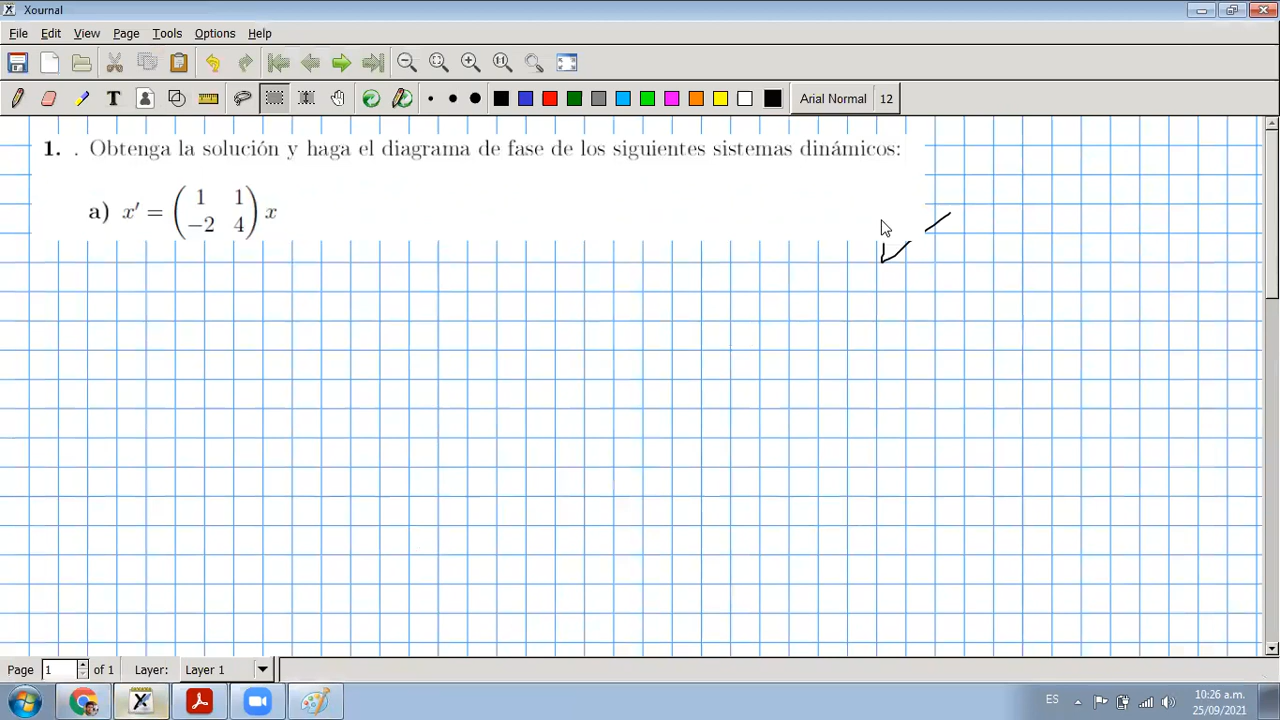 Xournal
File Edit View Page Tools Options Help
Arial Normal 12
1. . Obtenga la solución y haga el diagrama de fase de los siguientes sistemas dinámicos:
a) x′ = ( 1 1
−2 4 ) x
Page 1 of 1 Layer: Layer 1
ES 10:26 a.m.
25/09/2021